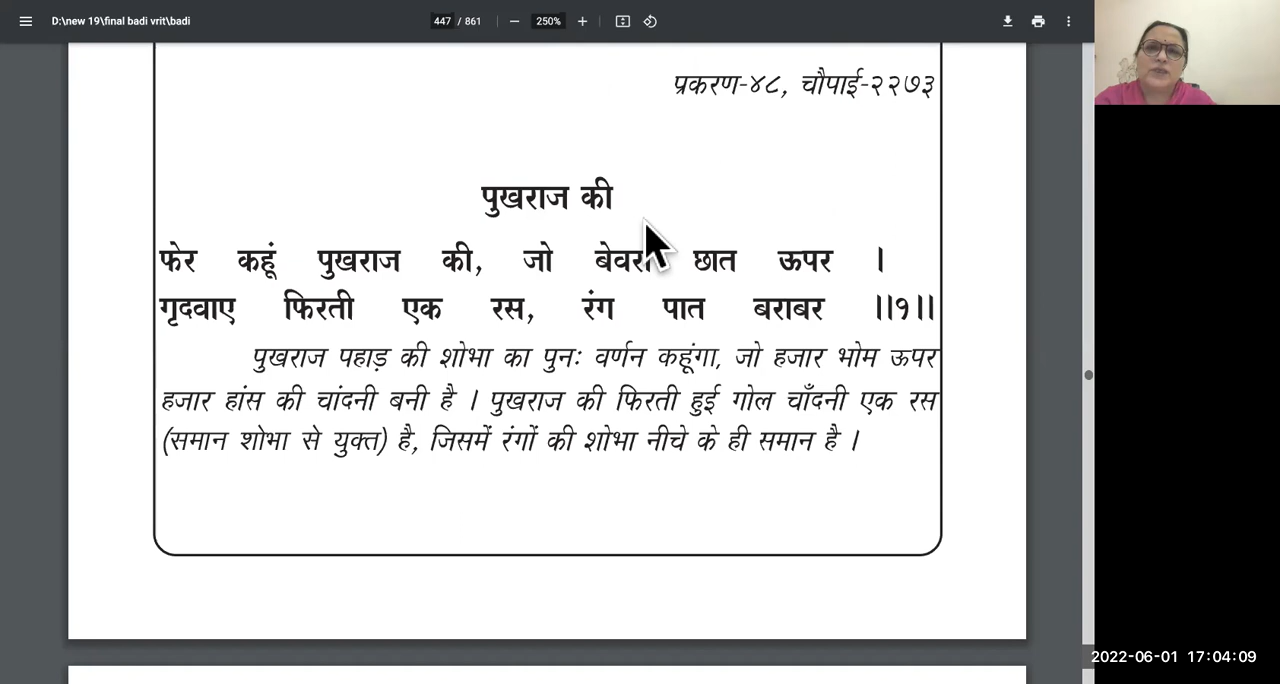 D:\new 19\final badi vrit\badi
447 / 861
250%
प्रकरण-४८, चौपाई-२२७३
पुखराज की
फेर कहूं पुखराज की, जो बेवरा छात ऊपर ।
गृदवाए फिरती एक रस, रंग पात बराबर ।।१।।
पुखराज पहाड़ की शोभा का पुनः वर्णन कहूंगा, जो हजार भोम ऊपर
हजार हांस की चांदनी बनी है । पुखराज की फिरती हुई गोल चाँदनी एक रस
(समान शोभा से युक्त) है, जिसमें रंगों की शोभा नीचे के ही समान है ।
2022-06-01 17:04:09